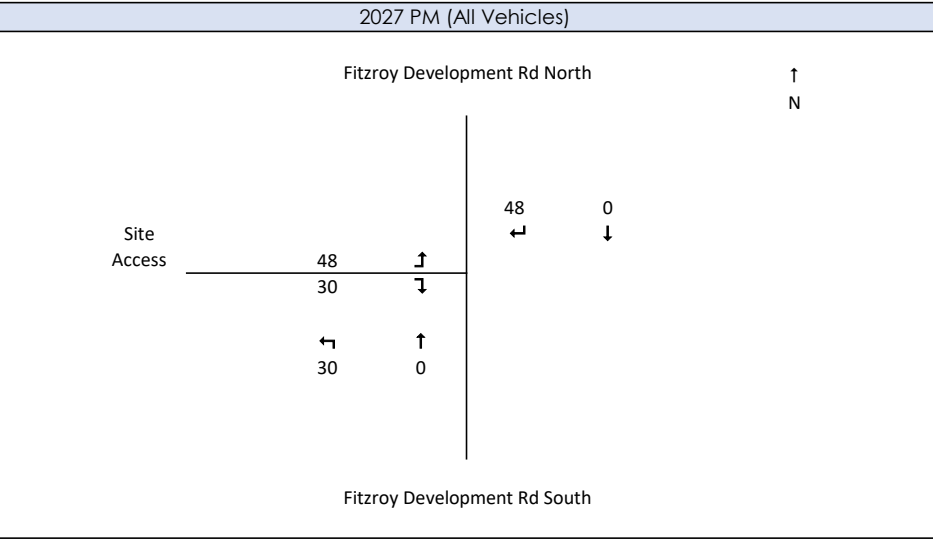 2027 PM (All Vehicles)
Fitzroy Development Rd North
↑
N
48 0
↵ ↓
Site
Access
48 ⮥
30 ⮧
↰ ↑
30 0
Fitzroy Development Rd South